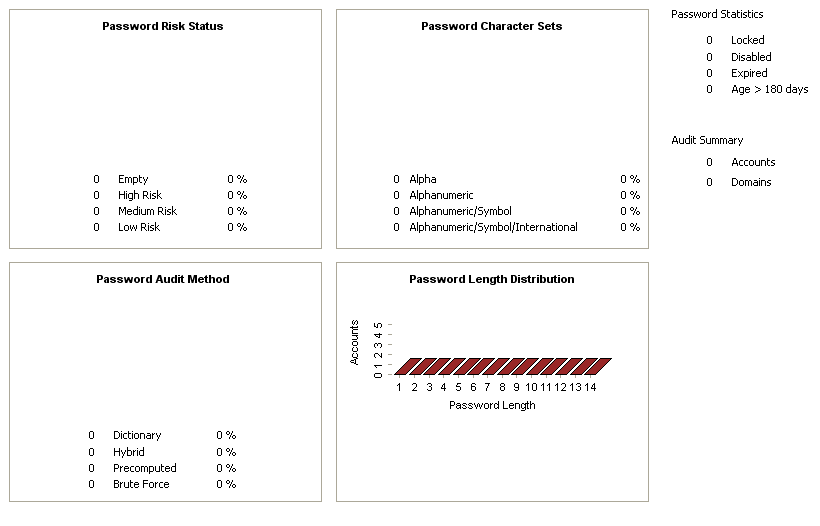 Password Risk Status
0 Empty 0 %
0 High Risk 0 %
0 Medium Risk 0 %
0 Low Risk 0 %
Password Character Sets
0 Alpha 0 %
0 Alphanumeric 0 %
0 Alphanumeric/Symbol 0 %
0 Alphanumeric/Symbol/International 0 %
Password Statistics
0 Locked
0 Disabled
0 Expired
0 Age > 180 days
Audit Summary
0 Accounts
0 Domains
Password Audit Method
0 Dictionary 0 %
0 Hybrid 0 %
0 Precomputed 0 %
0 Brute Force 0 %
Password Length Distribution
Accounts
0 1 2 3 4 5
1 2 3 4 5 6 7 8 9 10 11 12 13 14
Password Length